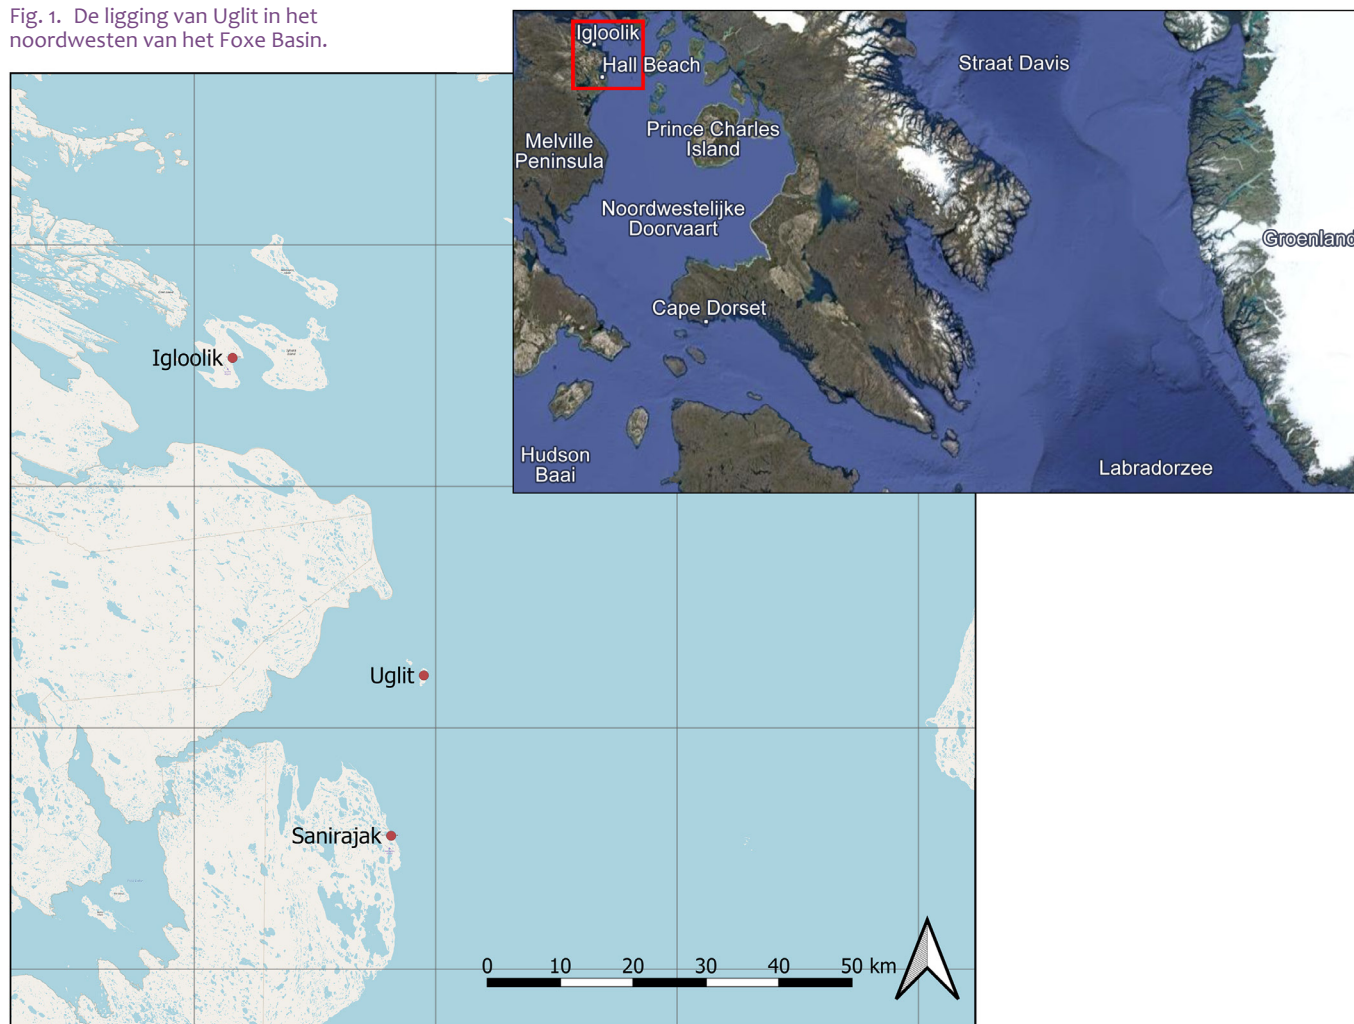 Fig. 1. De ligging van Uglit in het
noordwesten van het Foxe Basin.
Igloolik
Hall Beach
Straat Davis
Prince Charles
Island
Melville
Peninsula
Noordwestelijke
Doorvaart
Groenland
Cape Dorset
Hudson
Baai
Labradorzee
Igloolik
Uglit
Sanirajak
0 10 20 30 40 50 km